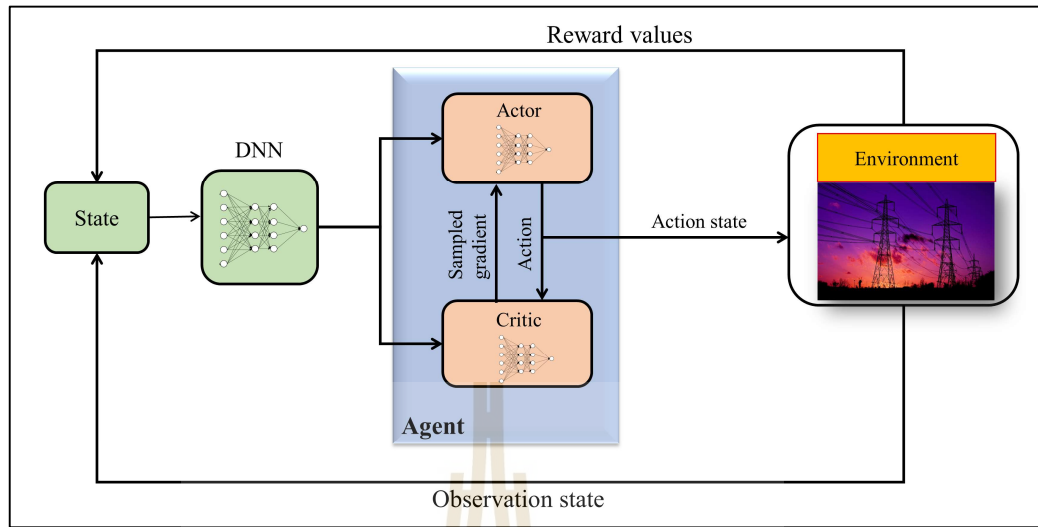 Reward values
Actor
DNN
Environment
State
Sampled
gradient
Action
Action state
Critic
Agent
Observation state